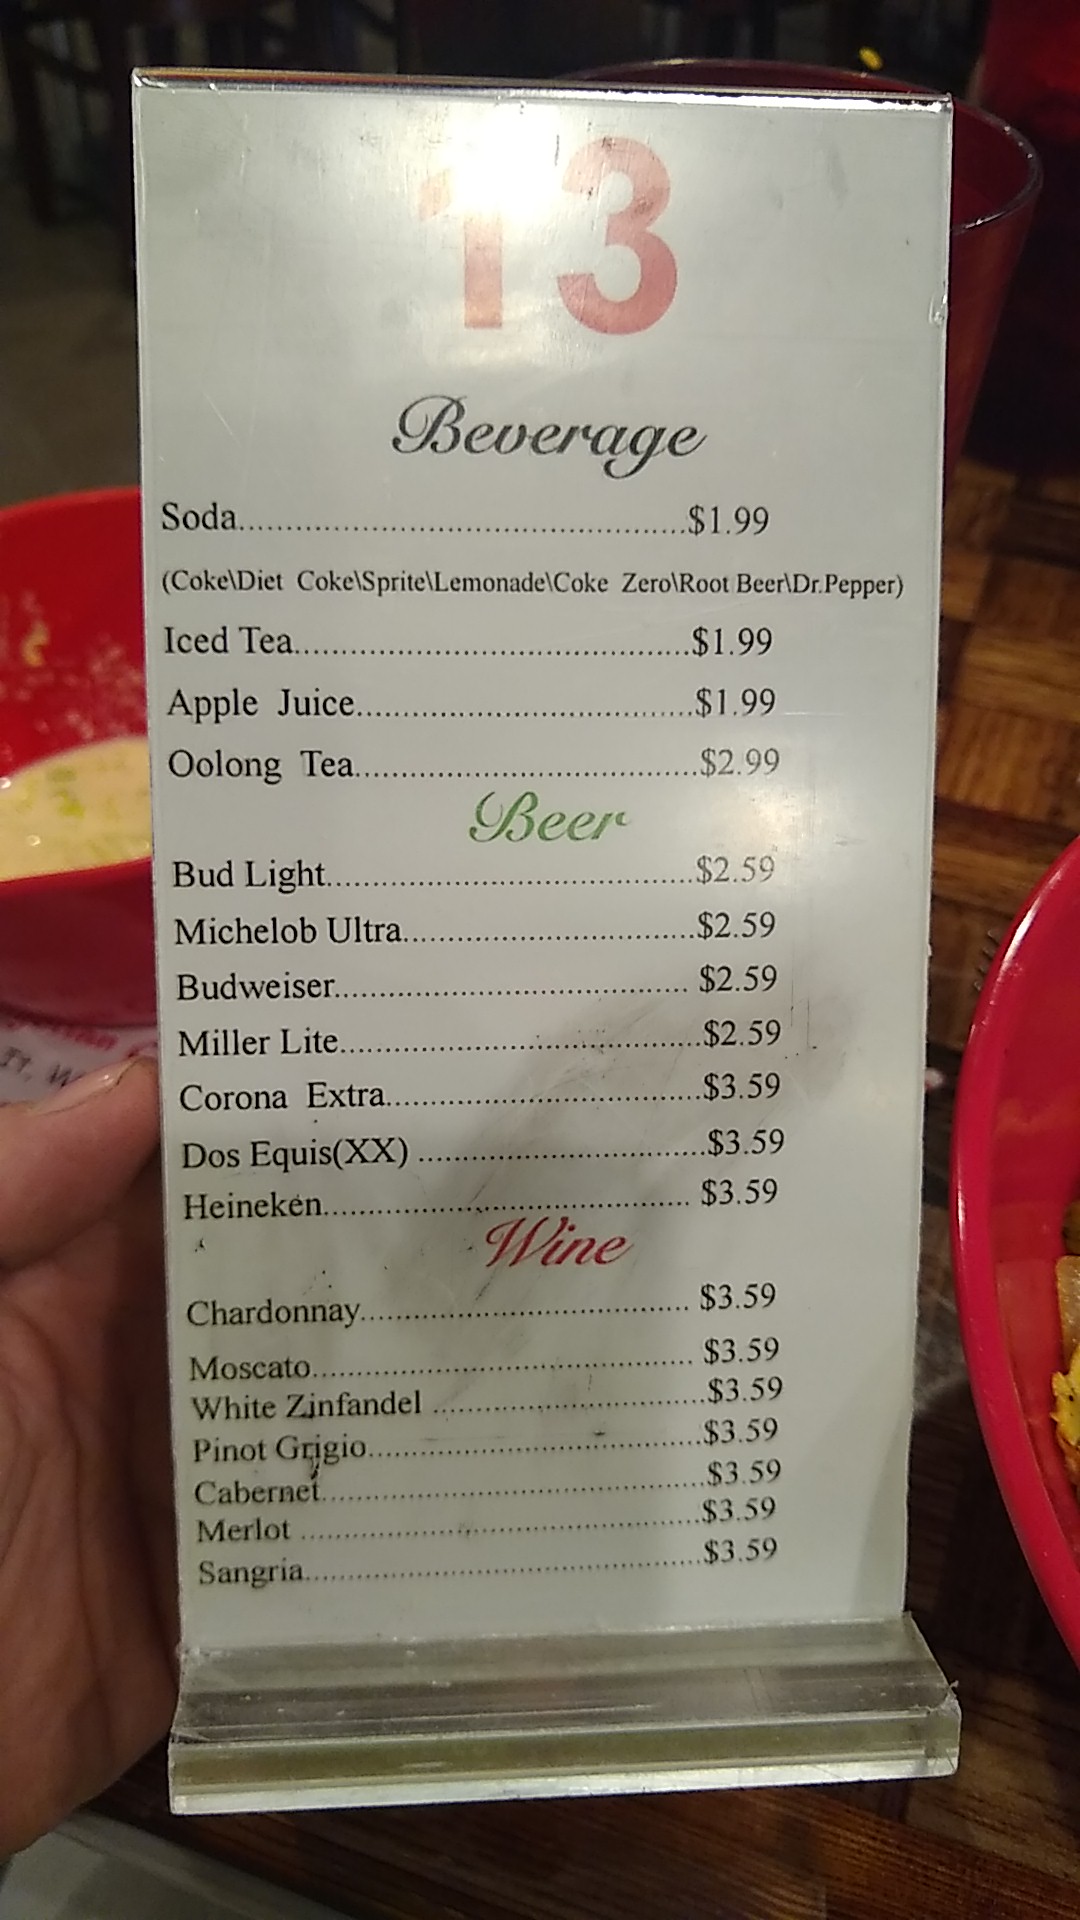 13
Beverage
Soda................................................$1.99
(Coke\Diet Coke\Sprite\Lemonade\Coke Zero\Root Beer\Dr.Pepper)
Iced Tea...........................................$1.99
Apple Juice.....................................$1.99
Oolong Tea.....................................$2.99
Beer
Bud Light........................................$2.59
Michelob Ultra................................$2.59
Budweiser...................................... $2.59
Miller Lite.......................................$2.59
Corona Extra..................................$3.59
Dos Equis(XX) ...............................$3.59
Heineken........................................ $3.59
Wine
Chardonnay.................................... $3.59
Moscato.......................................... $3.59
White Zinfandel ..............................$3.59
Pinot Grigio....................................$3.59
Cabernet..........................................$3.59
Merlot ............................................$3.59
Sangria...........................................$3.59